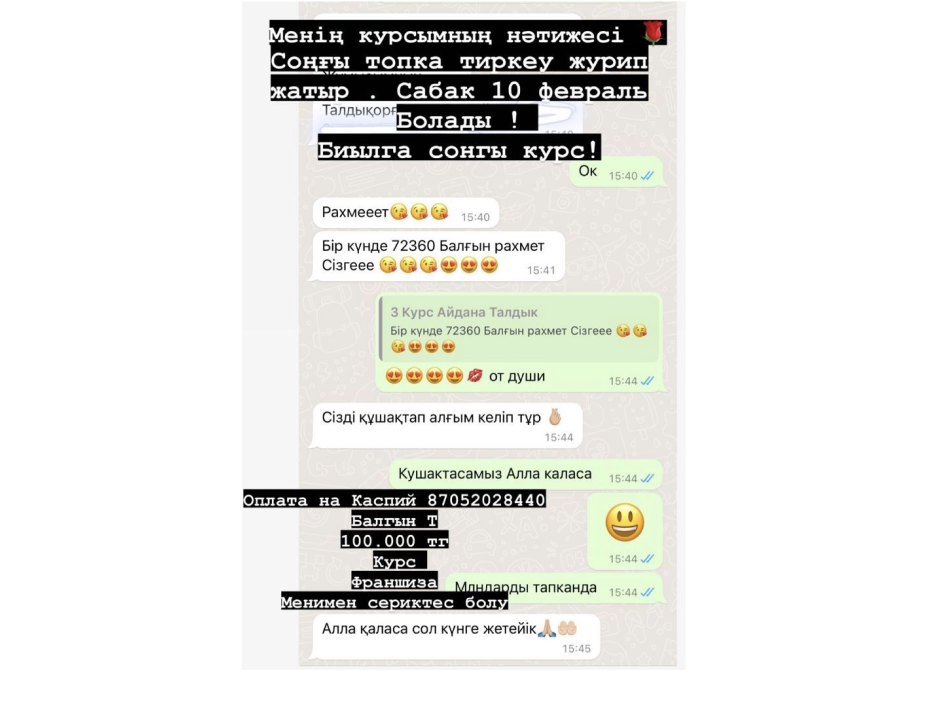 Менің курсымның нәтижесі 🌹
Соңғы топка тиркеу журип
жатыр . Сабак 10 февраль
Талдықорғ
Болады !
15:40
Биылга сонгы курс!
Ок 15:40
Рахмееет😘😘😘 15:40
Бір күнде 72360 Балғын рахмет
Сізгеее 😘😘😘😍😍😍 15:41
3 Курс Айдана Талдык
Бір күнде 72360 Балғын рахмет Сізгеее 😘😘
😘😍😍😍
😍😍😍😍💋 от души 15:44
Сізді құшақтап алғым келіп тұр 🫰🏼
15:44
Кушактасамыз Алла каласа 15:44
Оплата на Каспий 87052028440
Балгын Т
😃
100.000 тг
Курс
15:44
Франшиза
Млндарды тапканда 15:44
Менимен сериктес болу
Алла қаласа сол күнге жетейік🙏🏼🤲🏼
15:45